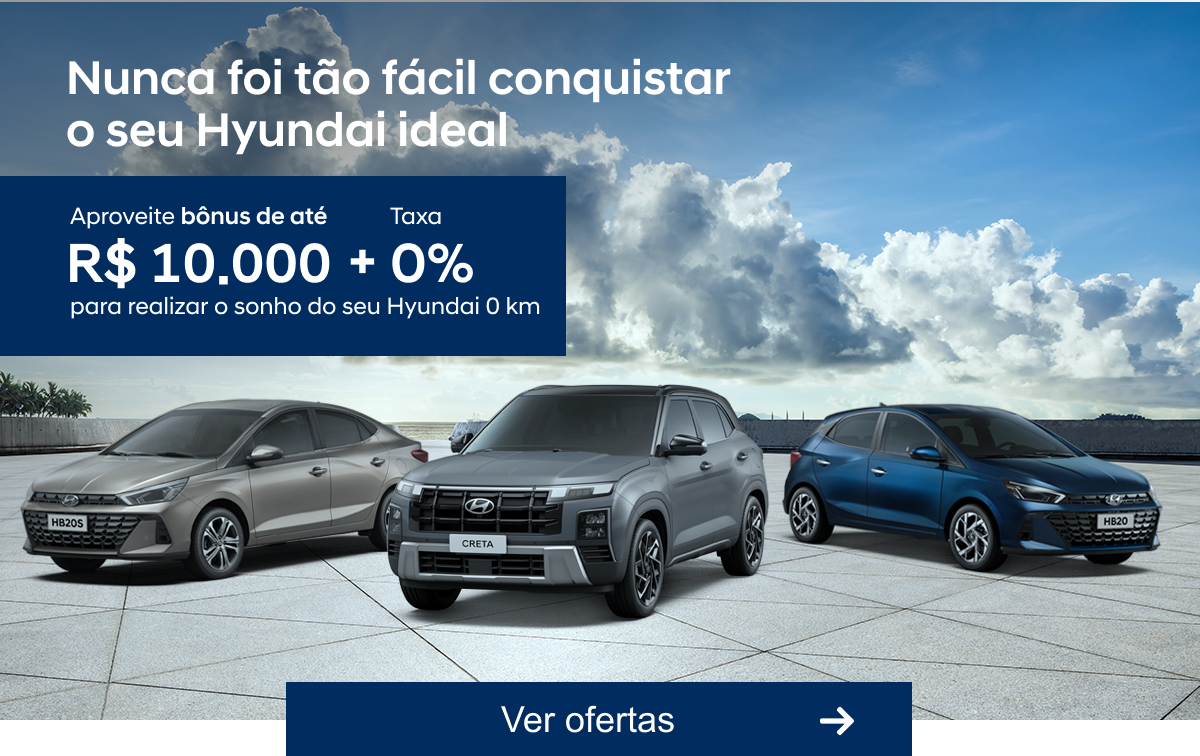 Nunca foi tão fácil conquistar
o seu Hyundai ideal
Aproveite bônus de até Taxa
R$ 10.000 + 0%
para realizar o sonho do seu Hyundai 0 km
HB20S
CRETA
HB20
Ver ofertas